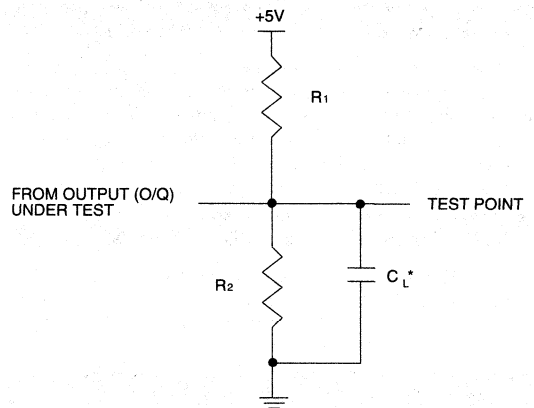 +5V
R1
FROM OUTPUT (O/Q)
UNDER TEST
TEST POINT
R2
CL*